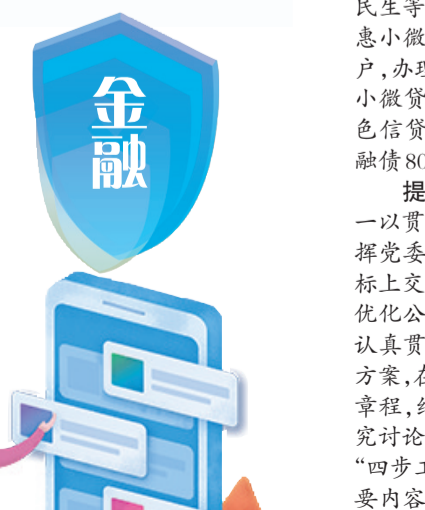 金
融
民生等
惠小微
户,办理
小微贷
色信贷
融债80
提
一以贯
挥党委
标上交
优化公
认真贯
方案,在
章程,经
究讨论
“四步工
要内容